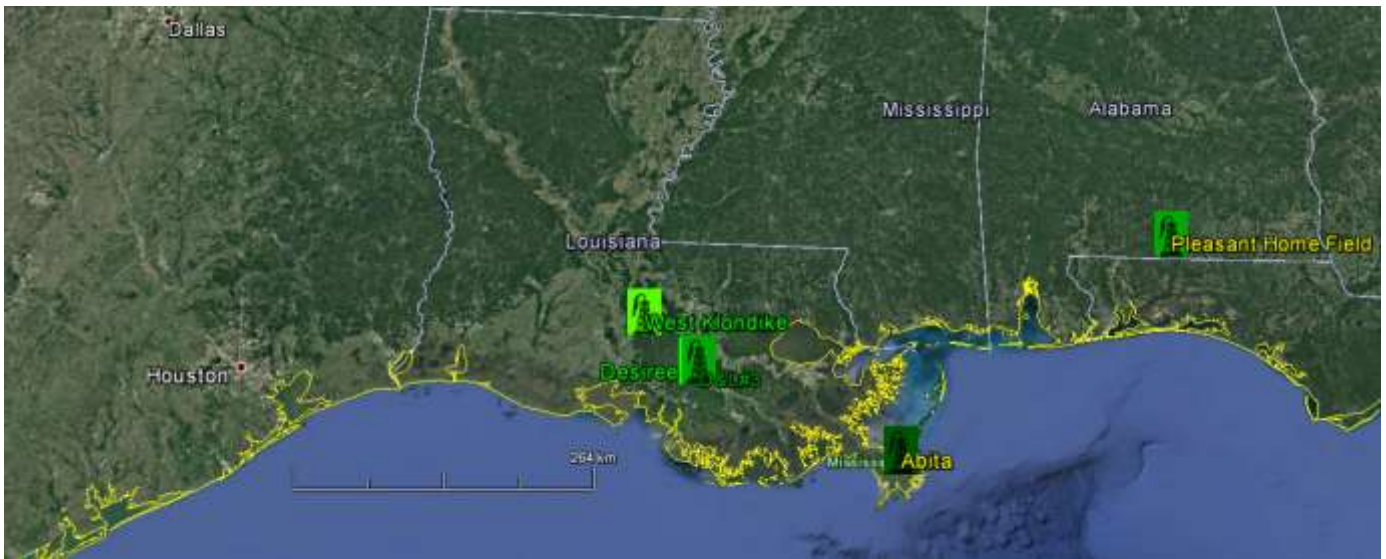 Dallas
Mississippi
Alabama
Louisiana
Pleasant Home Field
West Klondike
Houston
Desiree
264 km
Abita